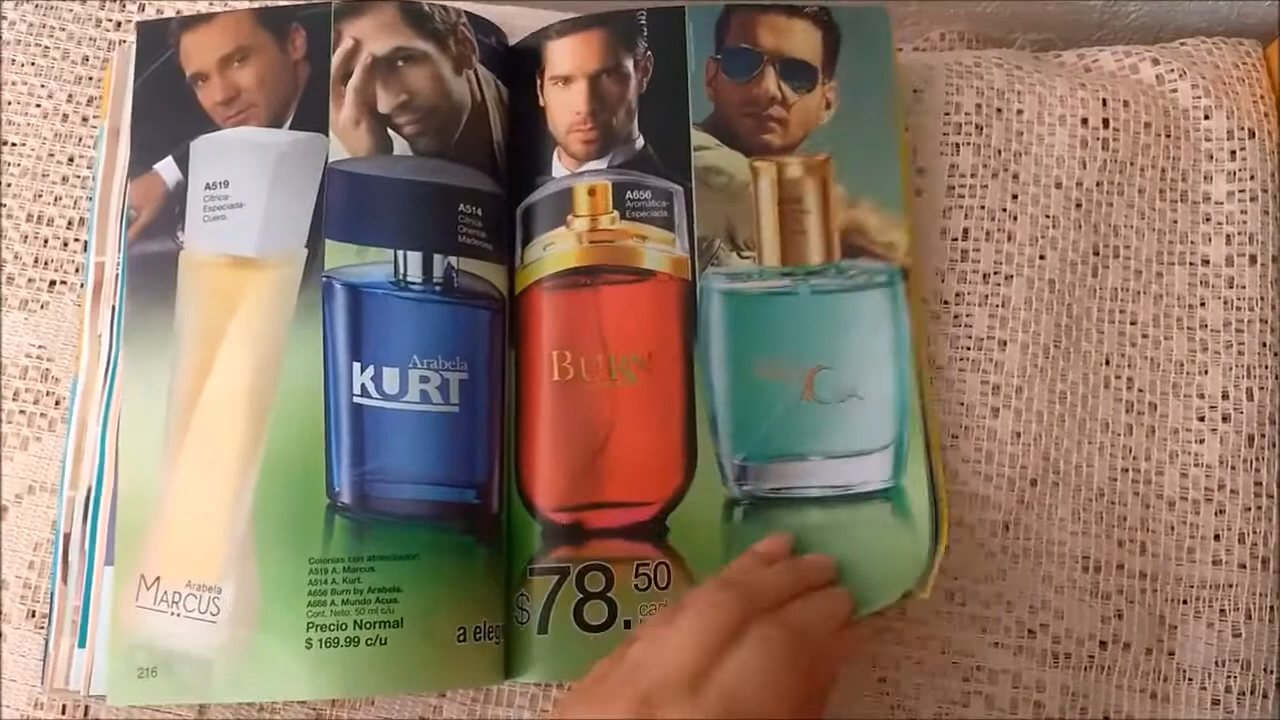 A519
Cítrica-
Especiada-
Cuero.
A514
Cítrica-
Oriental-
Maderosa.
A656
Aromática-
Especiada.
Arabela
KURT
BURN
Arabela
MARCUS
Colonias con atomizador:
A519 A. Marcus.
A514 A. Kurt.
A656 Burn by Arabela.
A688 A. Mundo Acua.
Cont. Neto: 50 ml c/u
Precio Normal
$ 169.99 c/u
a eleg
$78.50
216